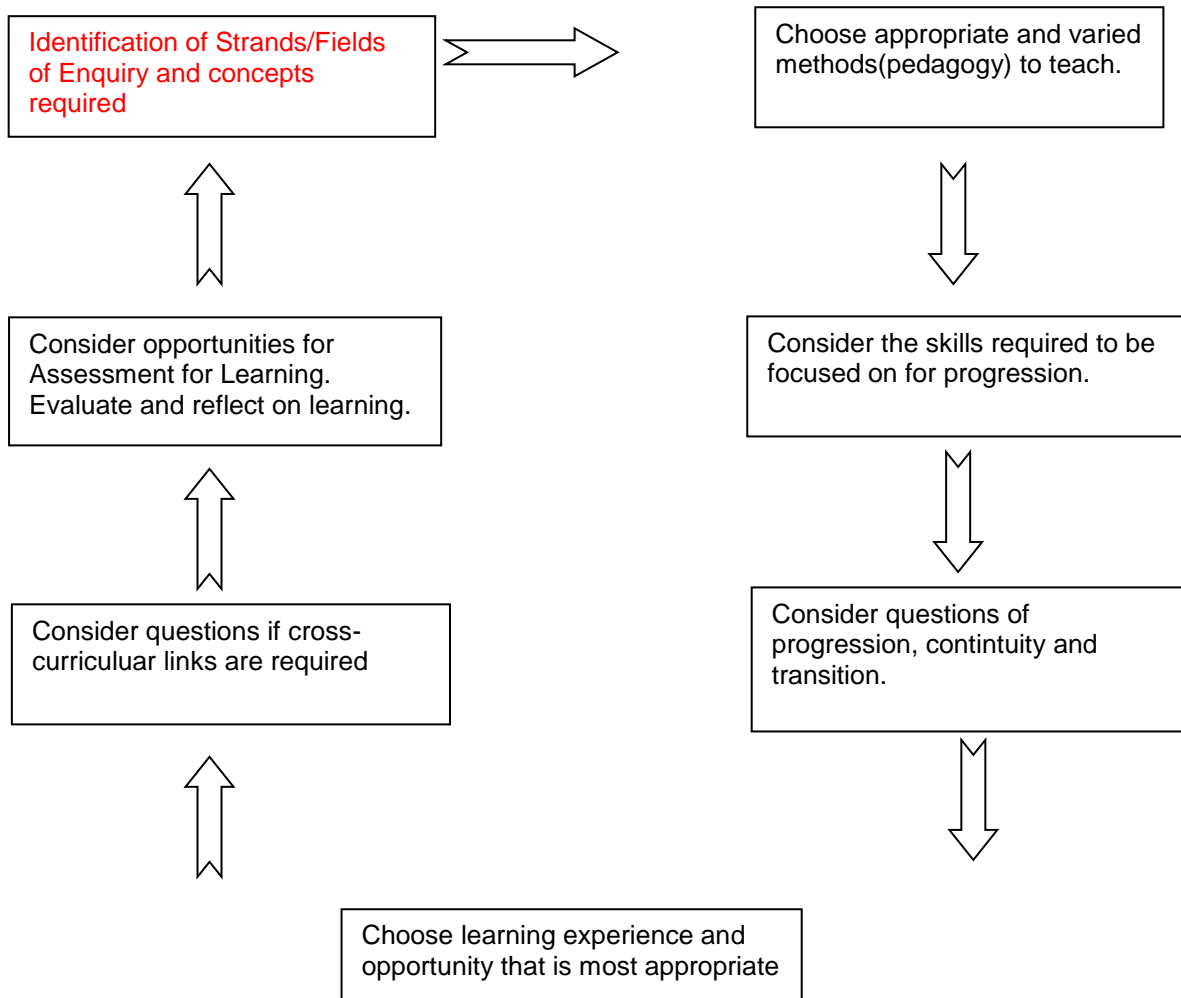 Identification of Strands/Fields
of Enquiry and concepts
required
Choose appropriate and varied
methods(pedagogy) to teach.
Consider the skills required to be
focused on for progression.
Consider questions of
progression, contintuity and
transition.
Choose learning experience and
opportunity that is most appropriate
Consider questions if cross-
curriculuar links are required
Consider opportunities for
Assessment for Learning.
Evaluate and reflect on learning.